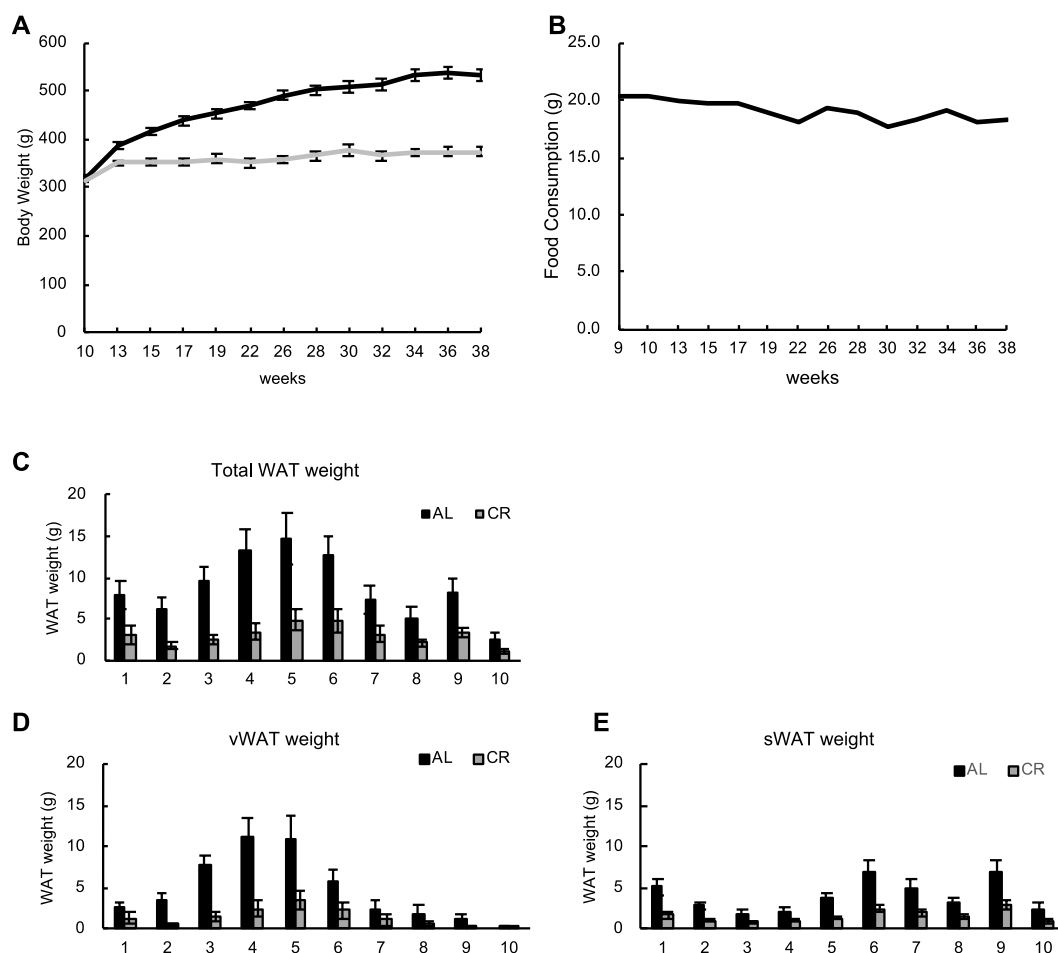 A
600
500
400
300
200
100
0
Body Weight (g)
10 13 15 17 19 22 26 28 30 32 34 36 38
weeks
B
25.0
20.0
15.0
10.0
5.0
0.0
Food Consumption (g)
9 10 13 15 17 19 22 26 28 30 32 34 36 38
weeks
C
Total WAT weight
AL CR
20
15
10
5
0
WAT weight (g)
1 2 3 4 5 6 7 8 9 10
D
vWAT weight
AL CR
20
15
10
5
0
WAT weight (g)
1 2 3 4 5 6 7 8 9 10
E
sWAT weight
AL CR
20
15
10
5
0
WAT weight (g)
1 2 3 4 5 6 7 8 9 10